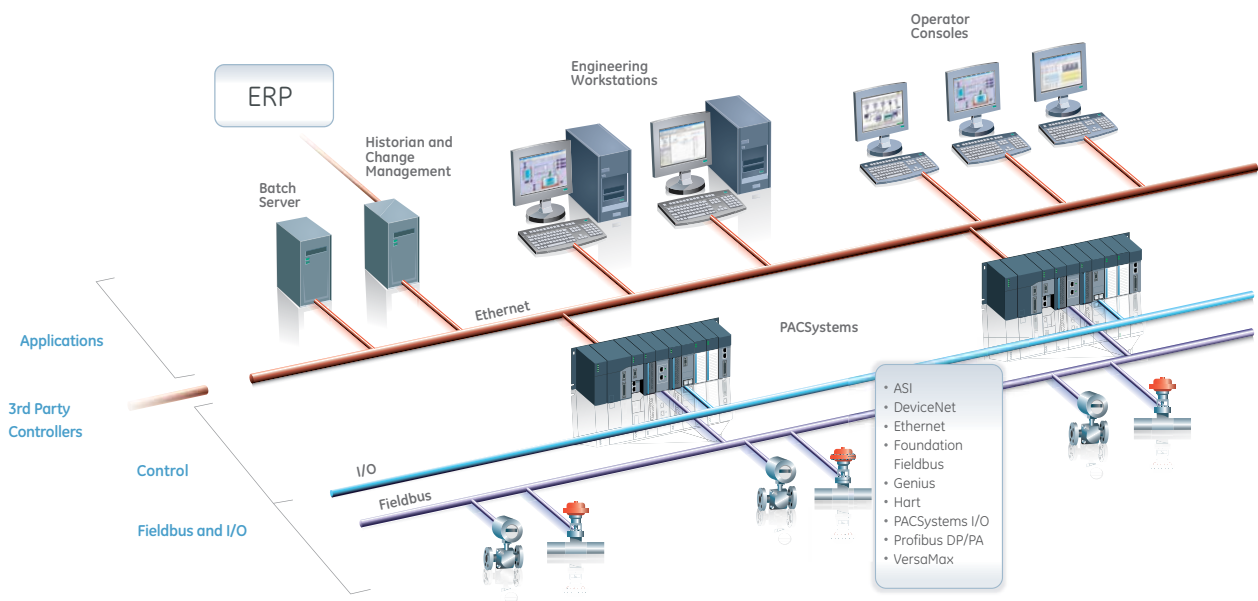 Operator
Consoles
Engineering
Workstations
ERP
Historian and
Change
Management
Batch
Server
Ethernet
PACSystems
Applications
3rd Party
Controllers
Control
Fieldbus and I/O
I/O
Fieldbus
• ASI
• DeviceNet
• Ethernet
• Foundation
Fieldbus
• Genius
• Hart
• PACSystems I/O
• Profibus DP/PA
• VersaMax